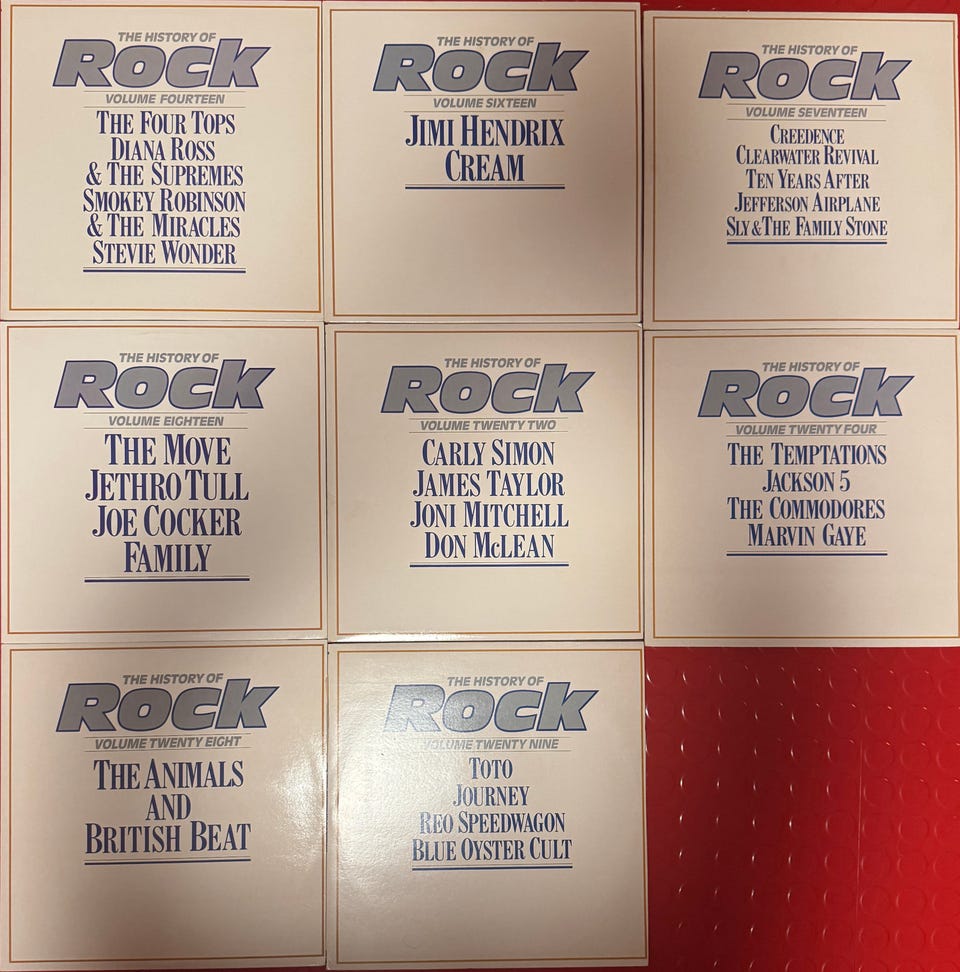 THE HISTORY OF
Rock
VOLUME FOURTEEN
THE FOUR TOPS
DIANA ROSS
& THE SUPREMES
SMOKEY ROBINSON
& THE MIRACLES
STEVIE WONDER
THE HISTORY OF
Rock
VOLUME SIXTEEN
JIMI HENDRIX
CREAM
THE HISTORY OF
Rock
VOLUME SEVENTEEN
CREEDENCE
CLEARWATER REVIVAL
TEN YEARS AFTER
JEFFERSON AIRPLANE
SLY & THE FAMILY STONE
THE HISTORY OF
Rock
VOLUME EIGHTEEN
THE MOVE
JETHRO TULL
JOE COCKER
FAMILY
THE HISTORY OF
Rock
VOLUME TWENTY TWO
CARLY SIMON
JAMES TAYLOR
JONI MITCHELL
DON McLEAN
THE HISTORY OF
Rock
VOLUME TWENTY FOUR
THE TEMPTATIONS
JACKSON 5
THE COMMODORES
MARVIN GAYE
THE HISTORY OF
Rock
VOLUME TWENTY EIGHT
THE ANIMALS
AND
BRITISH BEAT
THE HISTORY OF
Rock
VOLUME TWENTY NINE
TOTO
JOURNEY
REO SPEEDWAGON
BLUE OYSTER CULT